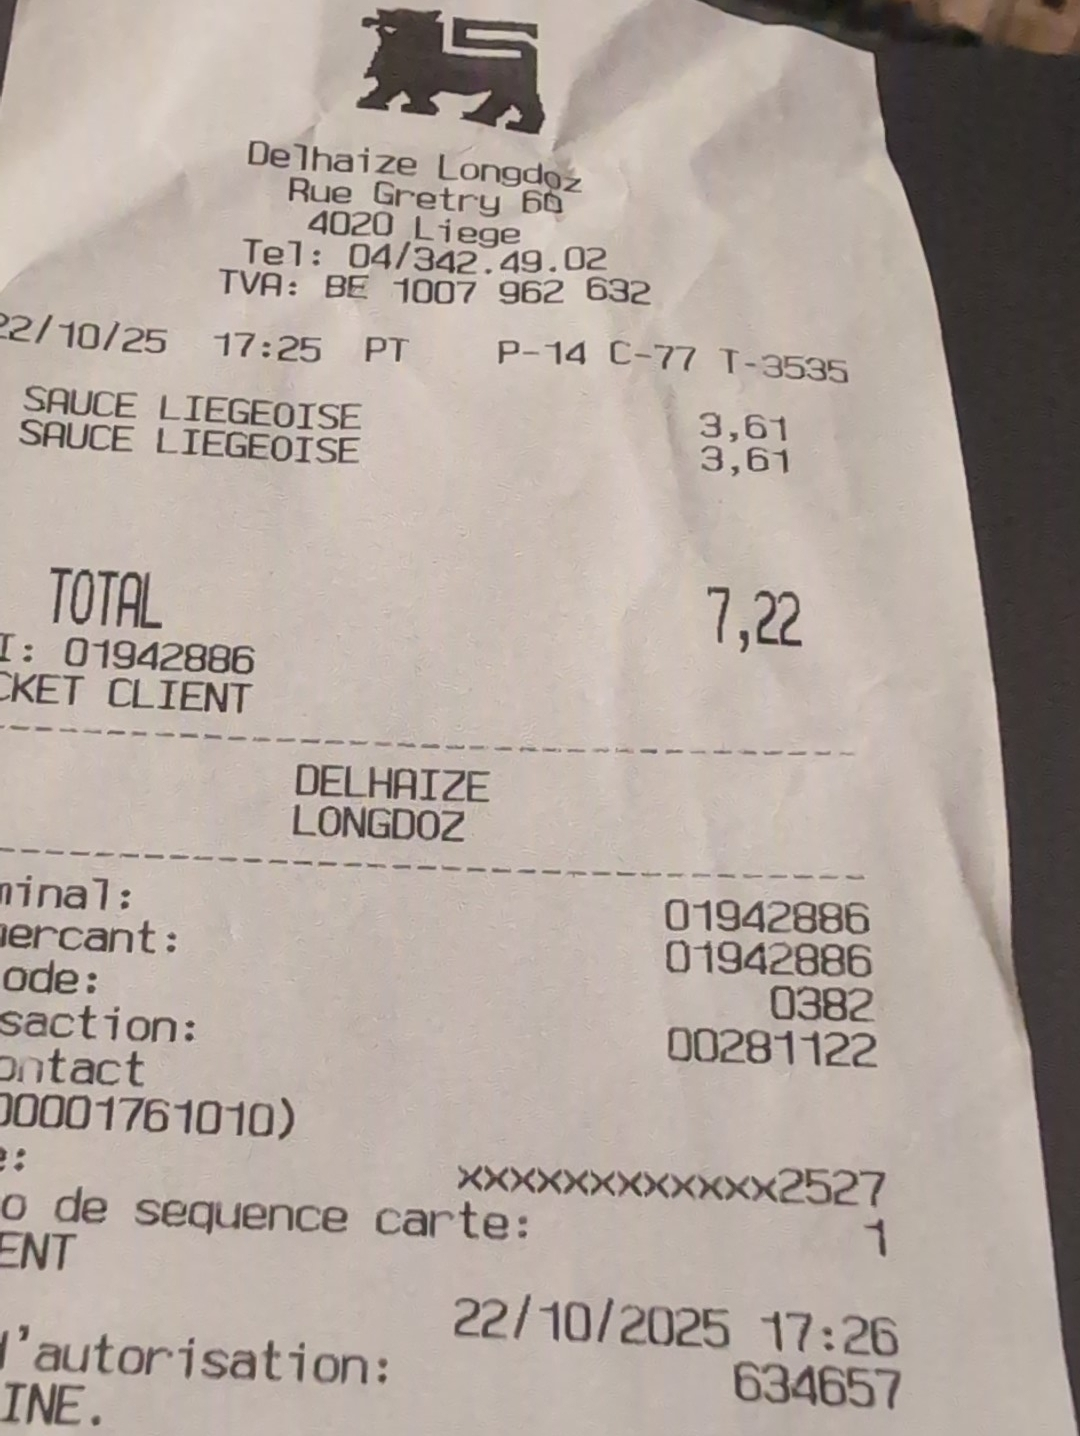 Delhaize Longdoz
Rue Gretry 60
4020 Liege
Tel: 04/342.49.02
TVA: BE 1007 962 632
22/10/25 17:25 PT P-14 C-77 T-3535
SAUCE LIEGEOISE 3,61
SAUCE LIEGEOISE 3,61
TOTAL 7,22
I: 01942886
CKET CLIENT
DELHAIZE
LONGDOZ
minal: 01942886
mercant: 01942886
ode: 0382
saction: 00281122
ontact
00001761010)
e: xxxxxxxxxxxx2527
o de sequence carte: 1
ENT
22/10/2025 17:26
d'autorisation: 634657
INE.